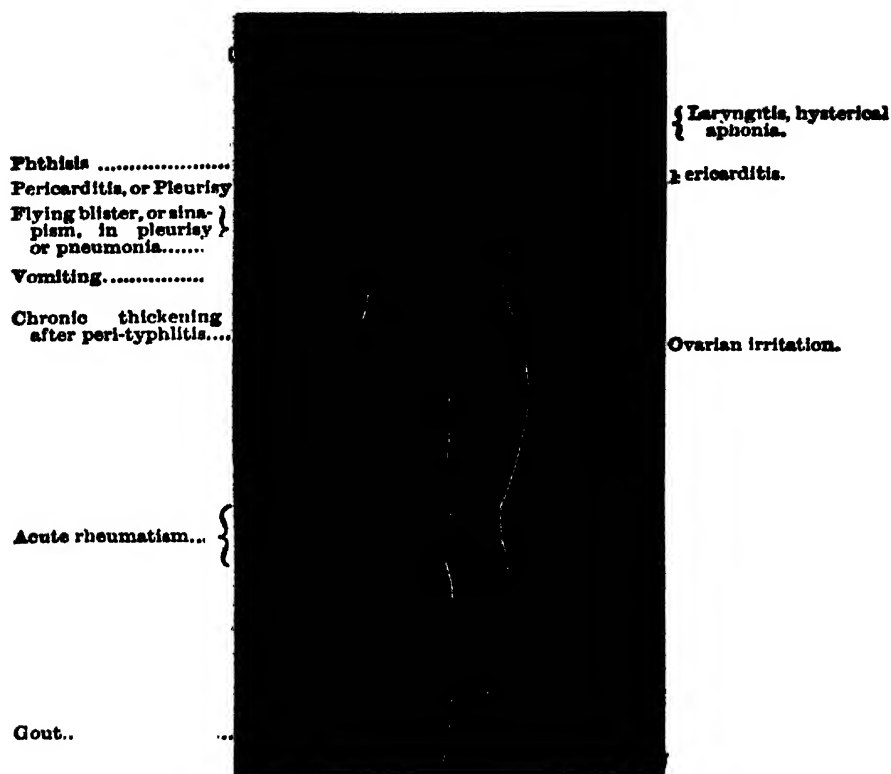 Laryngitis, hysterical
aphonia.
Phthisis .....................
Pericarditis, or Pleurisy
ericarditis.
Flying blister, or sina-
pism, in pleurisy
or pneumonia.......
Vomiting.................
Chronic thickening
after peri-typhlitis....
Ovarian irritation.
Acute rheumatism...
Gout.. ...